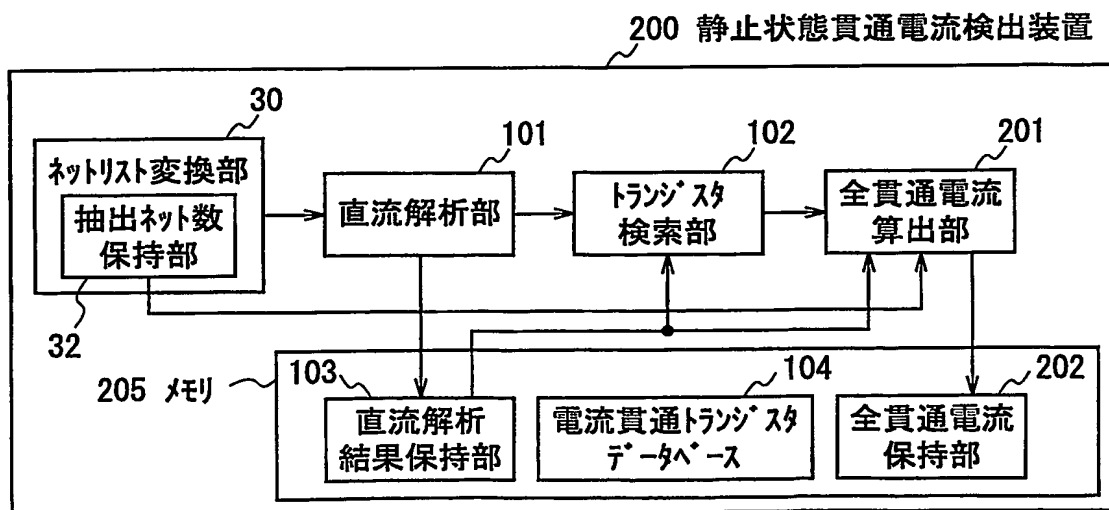 200 静止状態貫通電流検出装置
30
ネットリスト変換部
抽出ネット数
保持部
32
101
直流解析部
102
トランジスタ
検索部
201
全貫通電流
算出部
205 メモリ
103
直流解析
結果保持部
104
電流貫通トランジスタ
データベース
202
全貫通電流
保持部